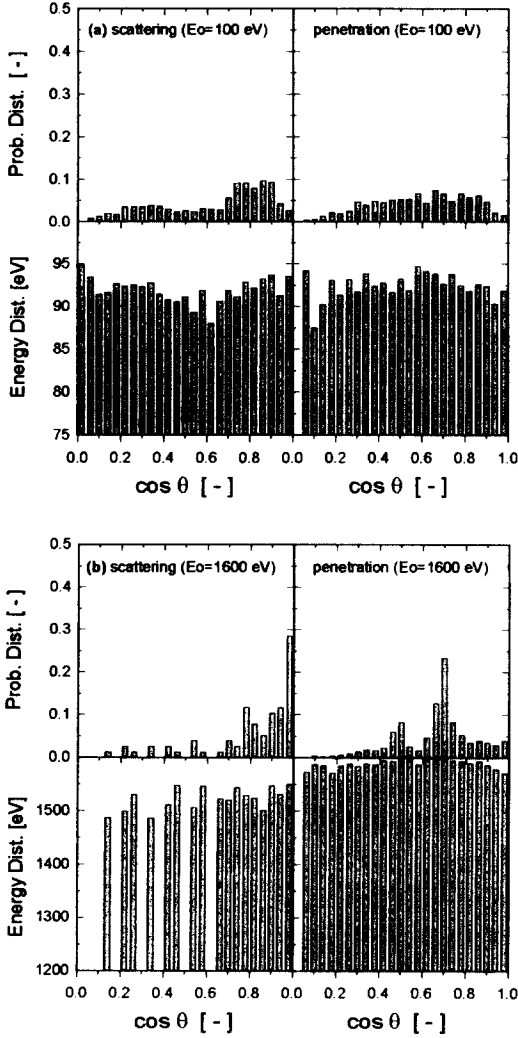 (a) scattering (Eo=100 eV) penetration (Eo=100 eV)
Prob. Dist. [ - ]
0.5
0.4
0.3
0.2
0.1
0.0
Energy Dist. [eV]
95
90
85
80
75
0.0 0.2 0.4 0.6 0.8 0.0 0.2 0.4 0.6 0.8 1.0
cos θ [ - ] cos θ [ - ]
(b) scattering (Eo=1600 eV) penetration (Eo=1600 eV)
Prob. Dist. [ - ]
0.5
0.4
0.3
0.2
0.1
0.0
Energy Dist. [eV]
1500
1400
1300
1200
0.0 0.2 0.4 0.6 0.8 0.0 0.2 0.4 0.6 0.8 1.0
cos θ [ - ] cos θ [ - ]